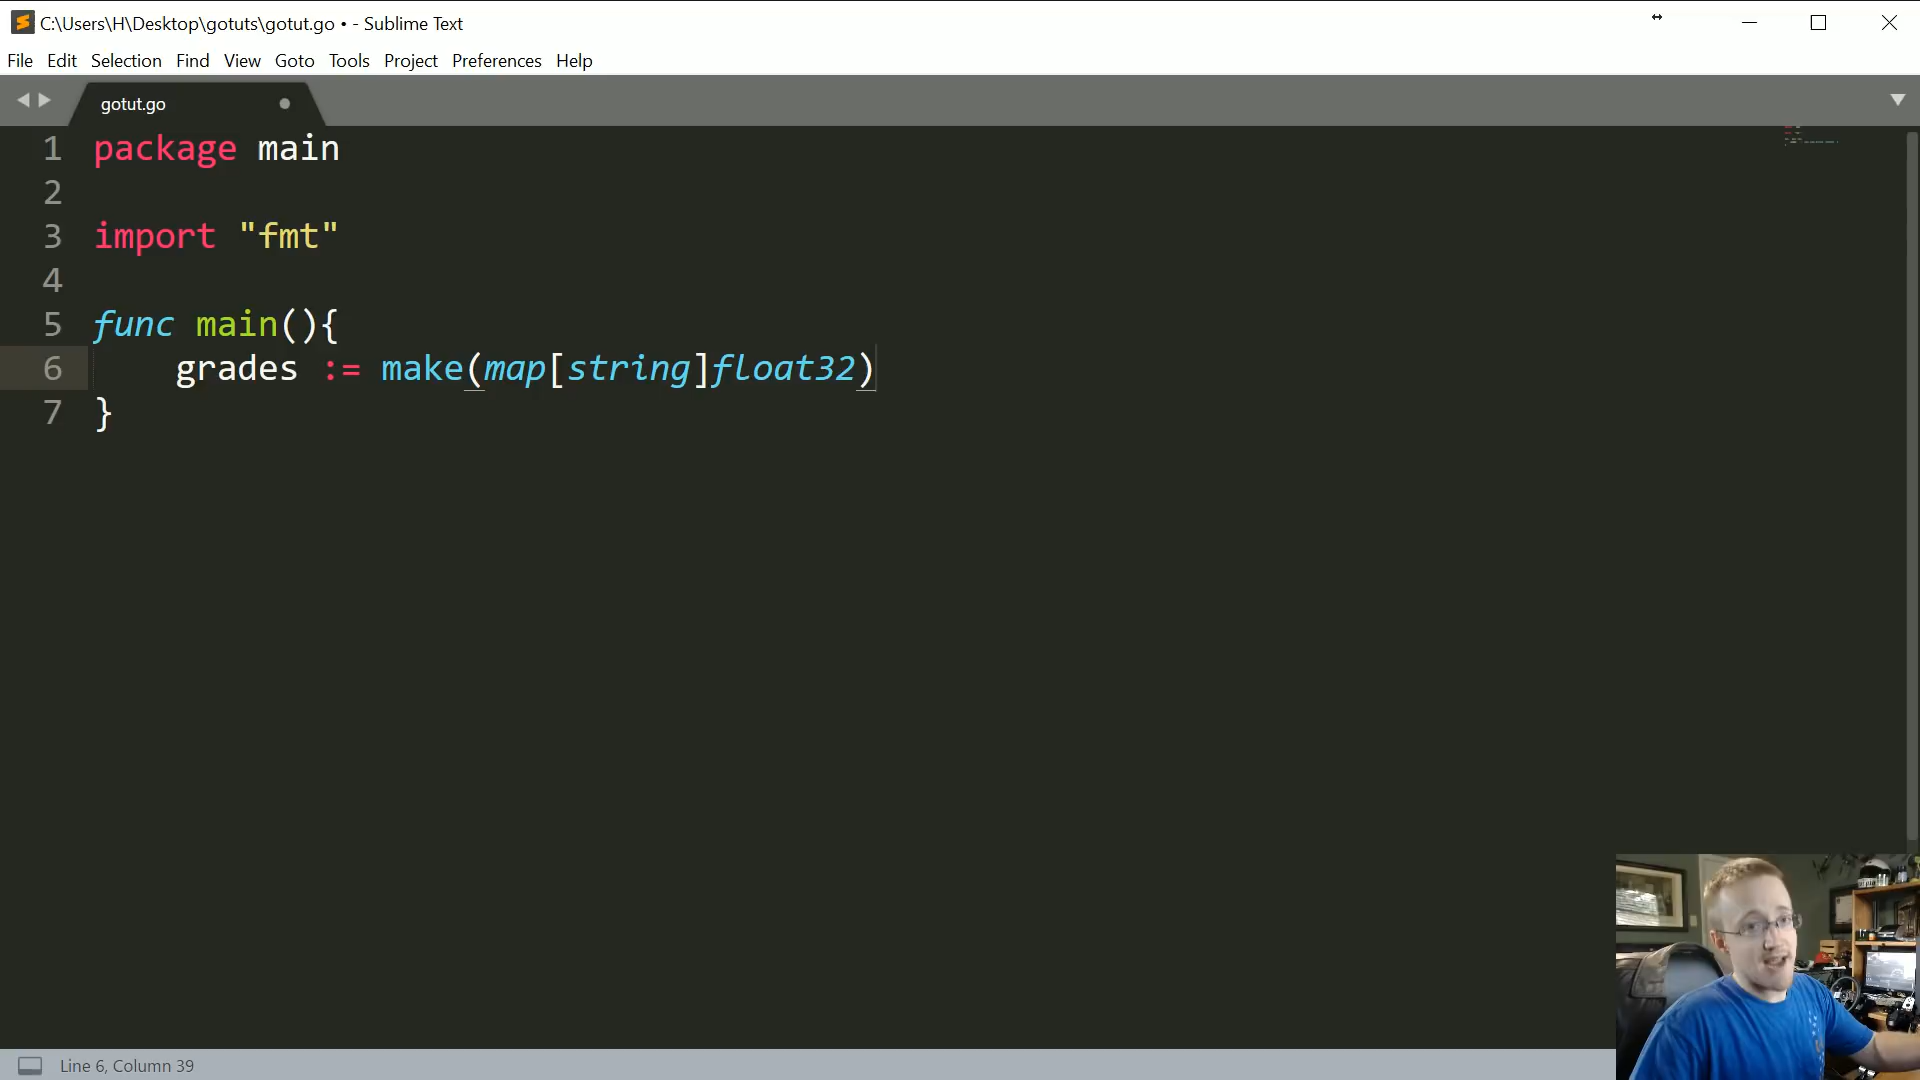 C:\Users\H\Desktop\gotuts\gotut.go • - Sublime Text
File Edit Selection Find View Goto Tools Project Preferences Help
gotut.go
1 package main
2
3 import "fmt"
4
5 func main(){
6 grades := make(map[string]float32)
7 }
Line 6, Column 39